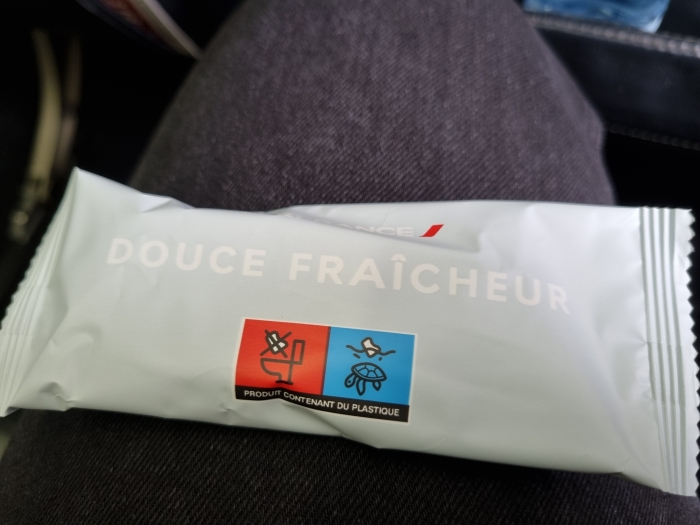 DOUCE FRAÎCHEUR
PRODUIT CONTENANT DU PLASTIQUE